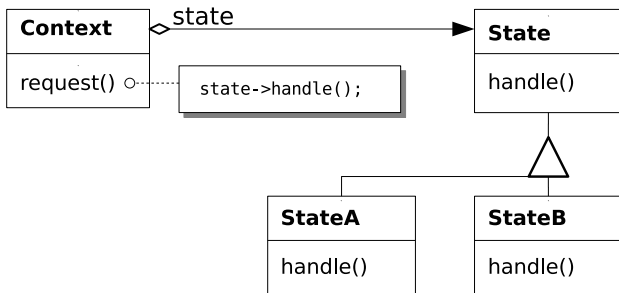 Context
state
State
request()
state->handle();
handle()
StateA
StateB
handle()
handle()